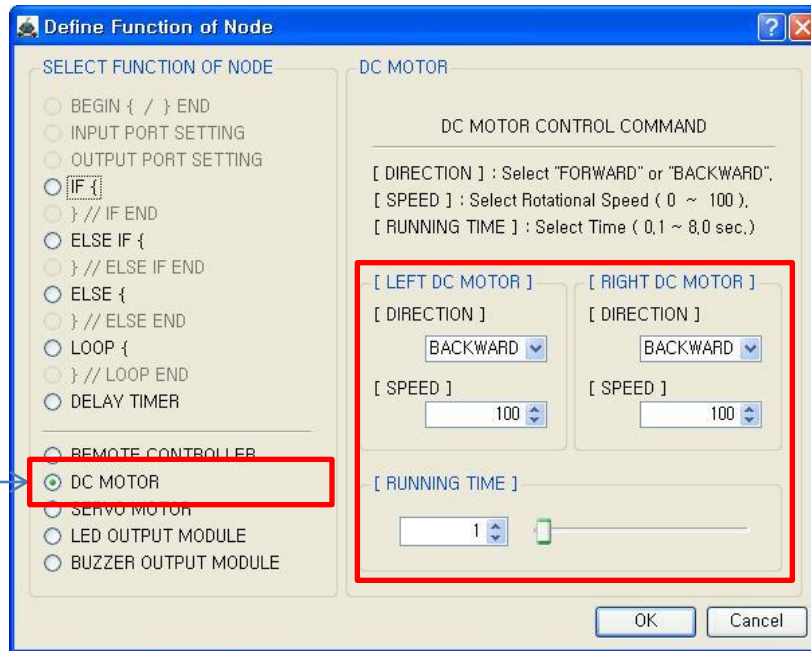 Define Function of Node
SELECT FUNCTION OF NODE
BEGIN { / } END
INPUT PORT SETTING
OUTPUT PORT SETTING
IF {
} // IF END
ELSE IF {
} // ELSE IF END
ELSE {
} // ELSE END
LOOP {
} // LOOP END
DELAY TIMER
REMOTE CONTROLLER
DC MOTOR
SERVO MOTOR
LED OUTPUT MODULE
BUZZER OUTPUT MODULE
DC MOTOR
DC MOTOR CONTROL COMMAND
[ DIRECTION ] : Select "FORWARD" or "BACKWARD",
[ SPEED ] : Select Rotational Speed ( 0 ~ 100 ),
[ RUNNING TIME ] : Select Time ( 0,1 ~ 8,0 sec,)
[ LEFT DC MOTOR ]
[ DIRECTION ]
BACKWARD
[ SPEED ]
100
[ RIGHT DC MOTOR ]
[ DIRECTION ]
BACKWARD
[ SPEED ]
100
[ RUNNING TIME ]
1
OK
Cancel